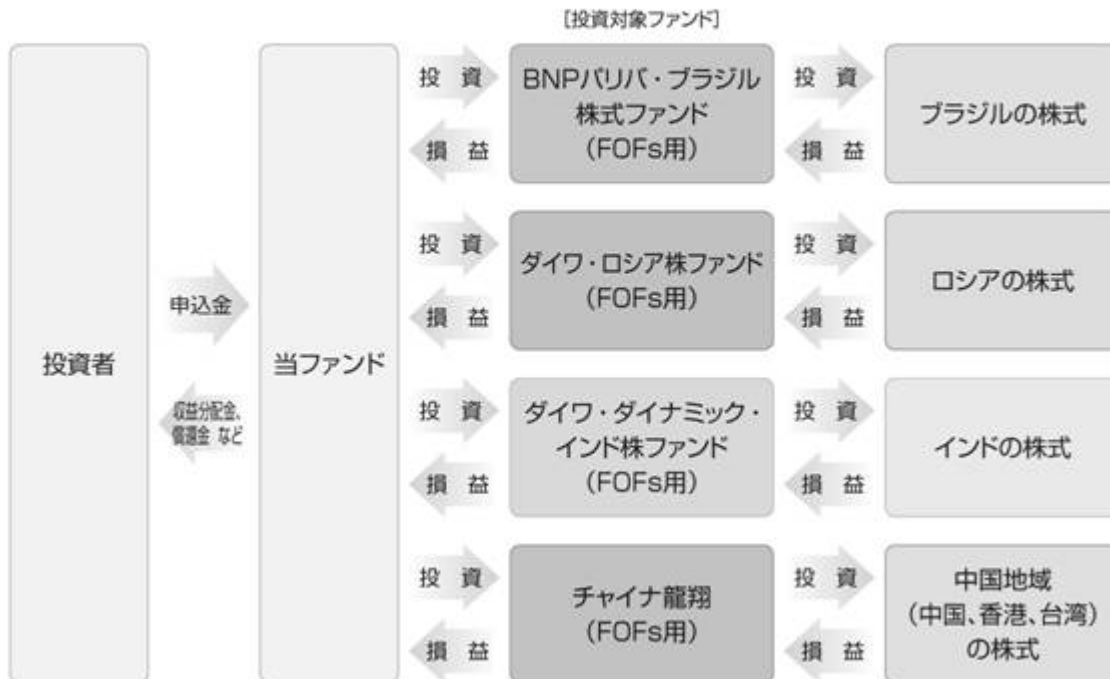 [投資対象ファンド]
投資者
申込金
収益分配金、
償還金 など
当ファンド
投 資
損 益
BNPパリバ・ブラジル
株式ファンド
(FOFs用)
投 資
損 益
ブラジルの株式
投 資
損 益
ダイワ・ロシア株ファンド
(FOFs用)
投 資
損 益
ロシアの株式
投 資
損 益
ダイワ・ダイナミック・
インド株ファンド
(FOFs用)
投 資
損 益
インドの株式
投 資
損 益
チャイナ龍翔
(FOFs用)
投 資
損 益
中国地域
(中国、香港、台湾)
の株式